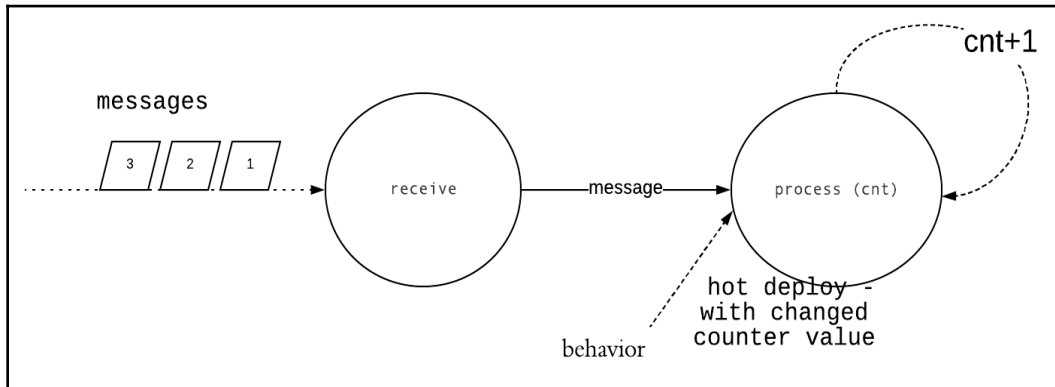 cnt+1
messages
3 2 1
receive
message
process (cnt)
hot deploy -
with changed
counter value
behavior